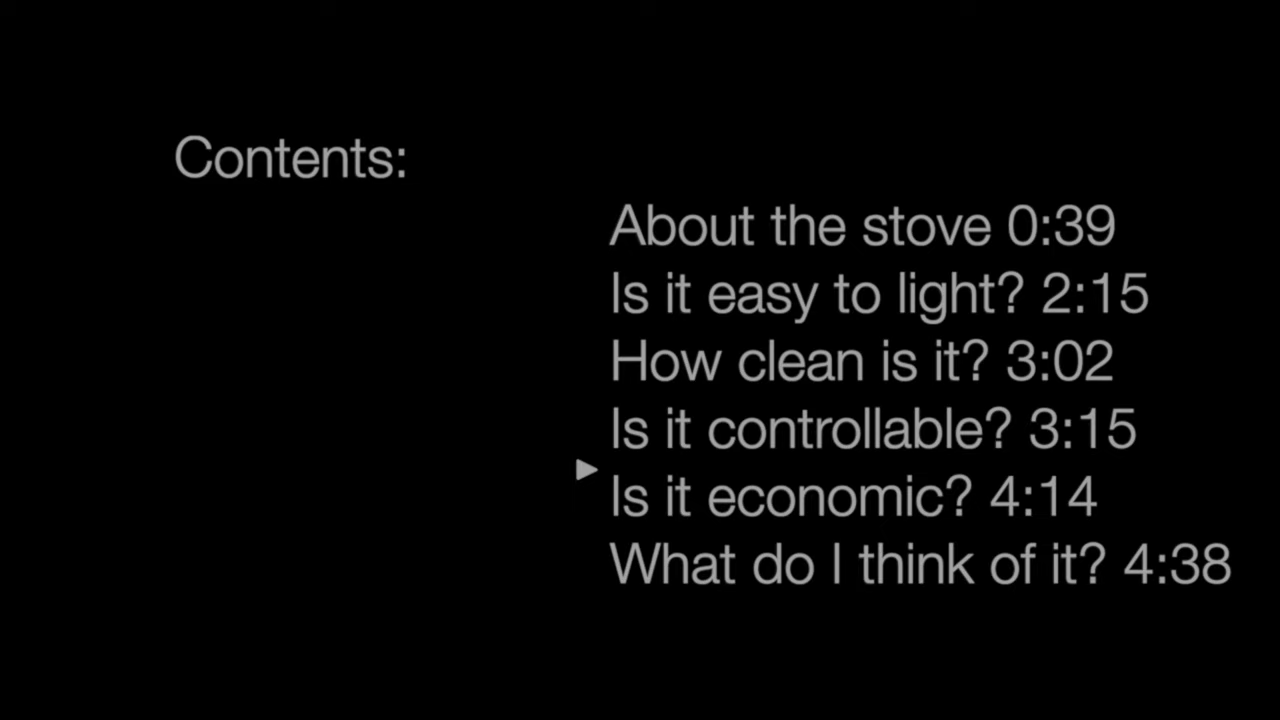 Contents:
About the stove 0:39
Is it easy to light? 2:15
How clean is it? 3:02
Is it controllable? 3:15
Is it economic? 4:14
What do I think of it? 4:38